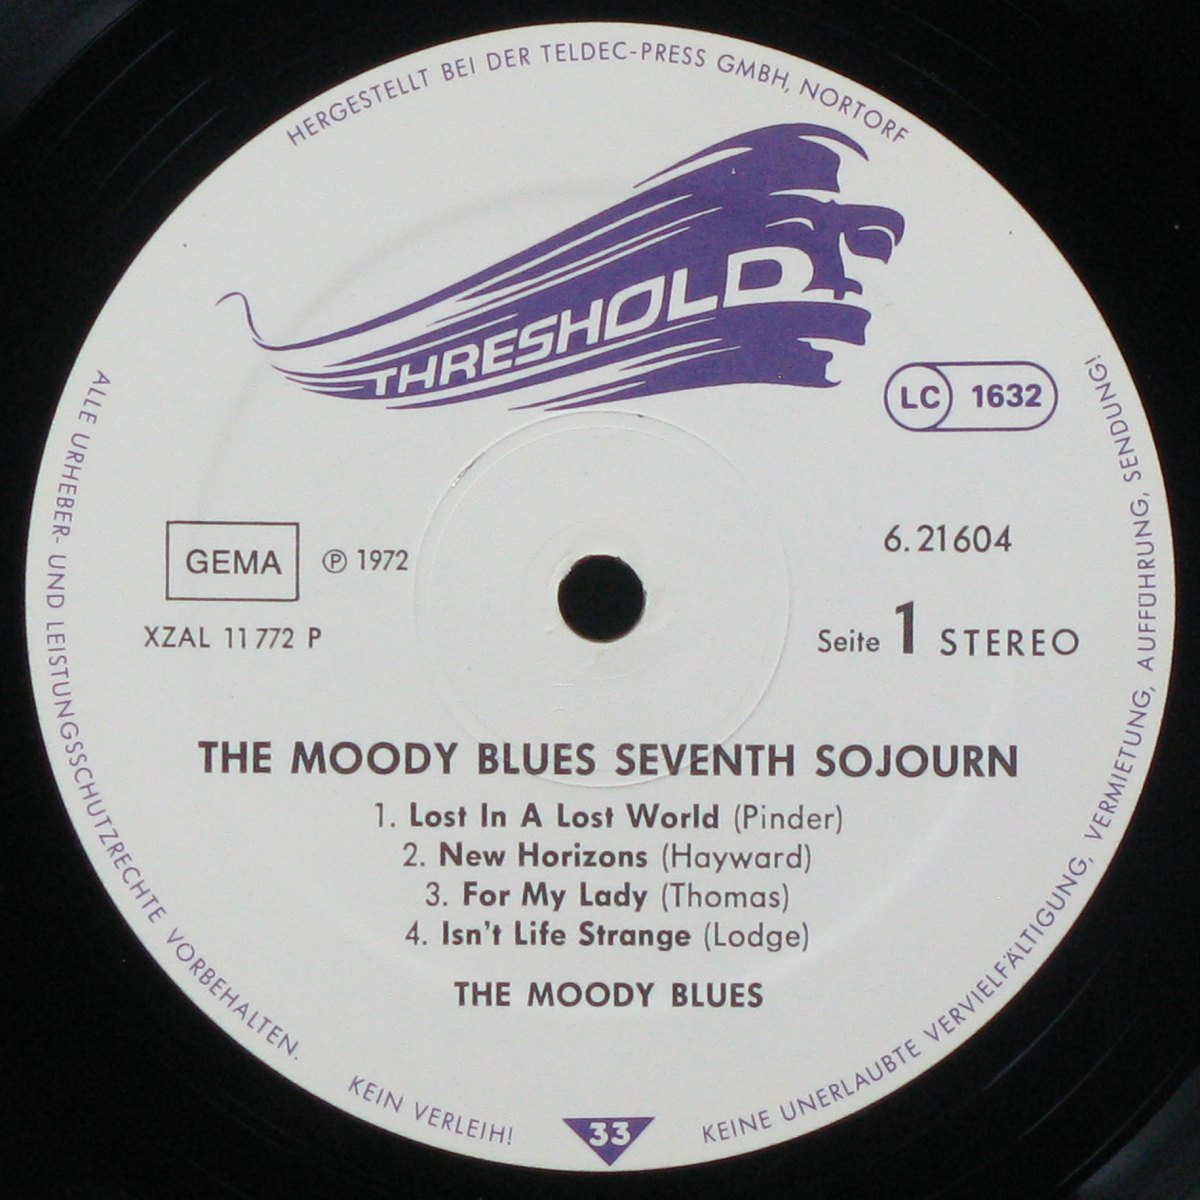 HERGESTELLT BEI DER TELDEC-PRESS GMBH, NORTORF
THRESHOLD
LC 1632
GEMA ℗ 1972
6.21604
XZAL 11 772 P
Seite 1 STEREO
THE MOODY BLUES SEVENTH SOJOURN
1. Lost In A Lost World (Pinder)
2. New Horizons (Hayward)
3. For My Lady (Thomas)
4. Isn't Life Strange (Lodge)
THE MOODY BLUES
33
ALLE URHEBER- UND LEISTUNGSSCHUTZRECHTE VORBEHALTEN.
KEIN VERLEIH!
KEINE UNERLAUBTE VERVIELFÄLTIGUNG, VERMIETUNG, AUFFÜHRUNG, SENDUNG!